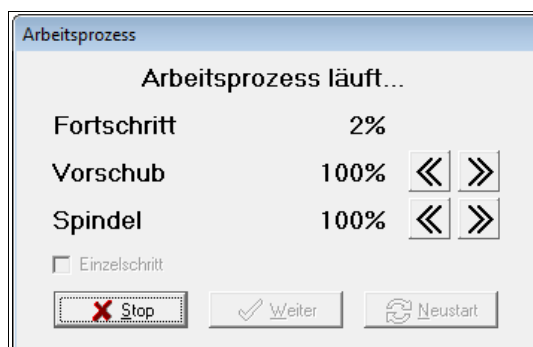 Arbeitsprozess
Arbeitsprozess läuft...
Fortschritt 2%
Vorschub 100%
Spindel 100%
Einzelschritt
Stop Weiter Neustart